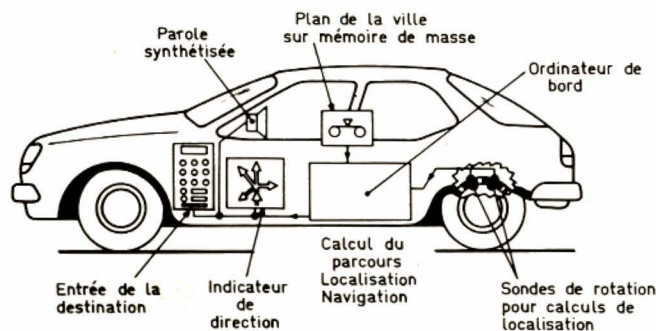 Parole
synthétisée
Plan de la ville
sur mémoire de masse
Ordinateur de
bord
Entrée de la
destination
Indicateur
de
direction
Calcul du
parcours
Localisation
Navigation
Sondes de rotation
pour calculs de
localisation